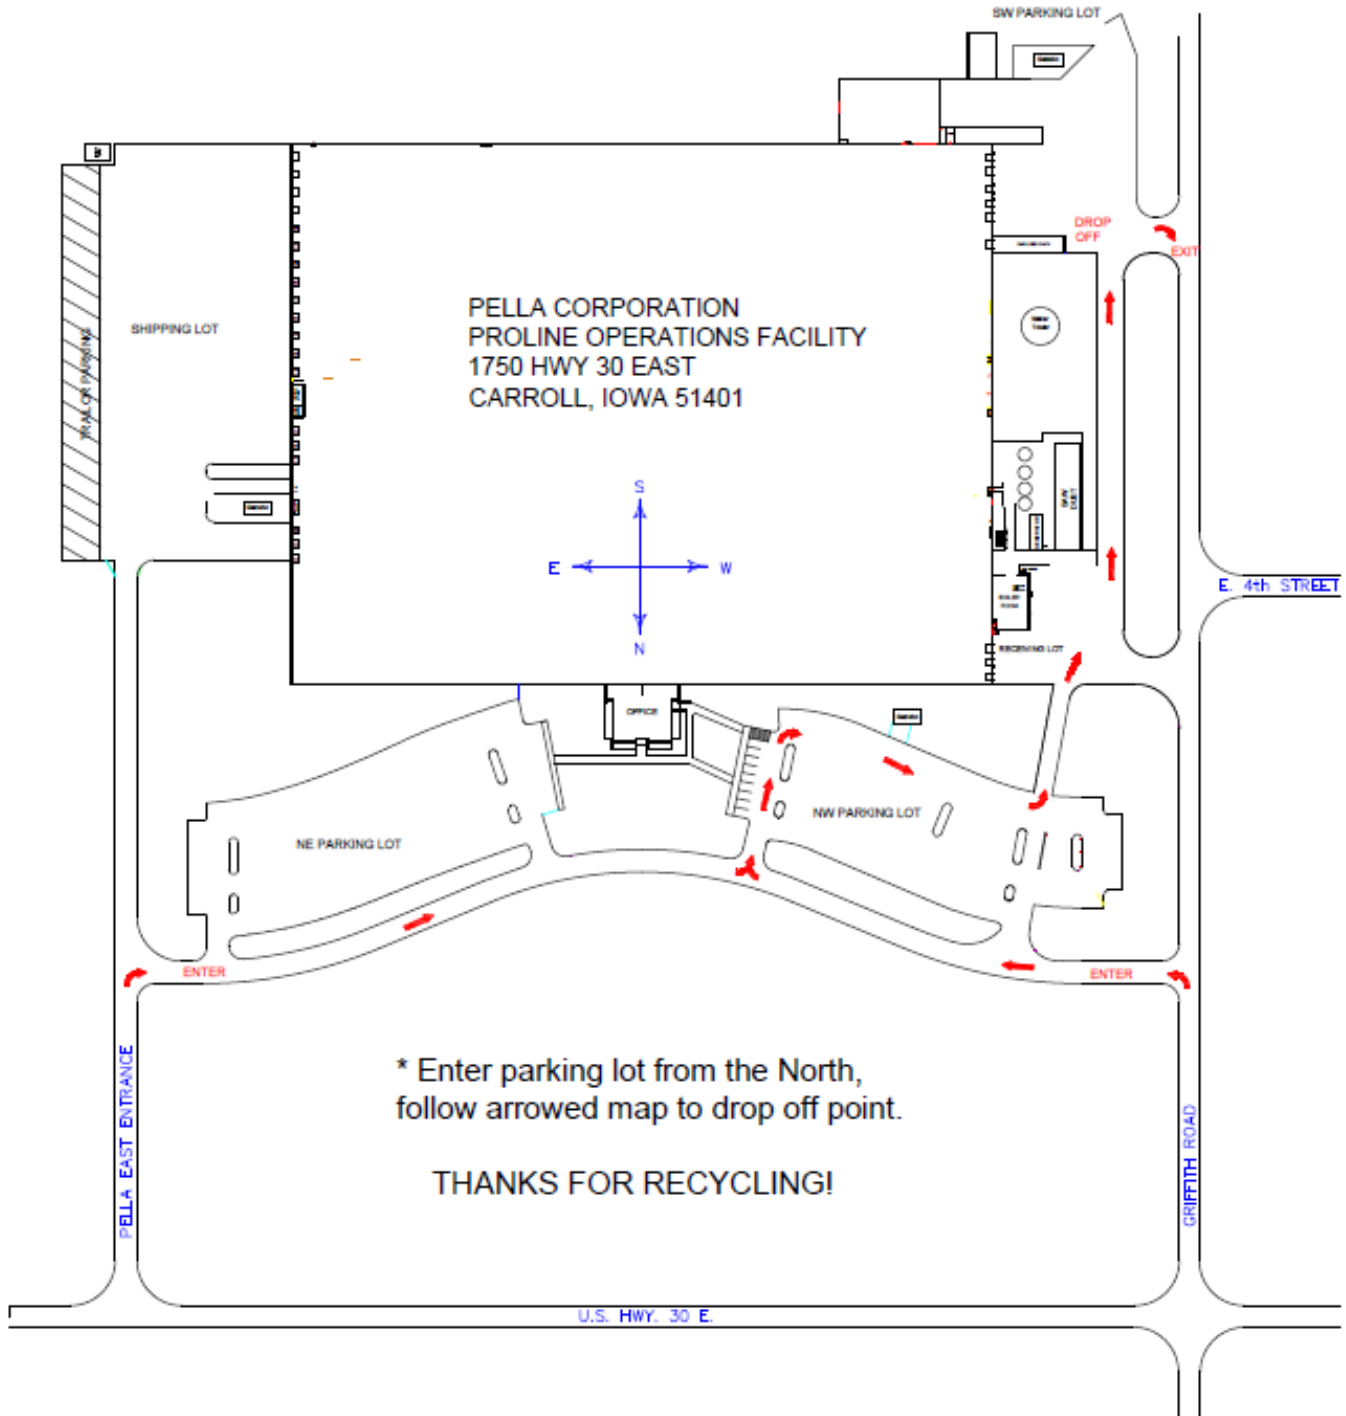 SW PARKING LOT
DROP
OFF
EXIT
SHIPPING LOT
TRAILOR PARKING
PELLA CORPORATION
PROLINE OPERATIONS FACILITY
1750 HWY 30 EAST
CARROLL, IOWA 51401
S
E
W
N
E. 4th STREET
RECEIVING LOT
OFFICE
NE PARKING LOT
NW PARKING LOT
ENTER
ENTER
* Enter parking lot from the North,
follow arrowed map to drop off point.
THANKS FOR RECYCLING!
PELLA EAST ENTRANCE
GRIFFITH ROAD
U.S. HWY. 30 E.